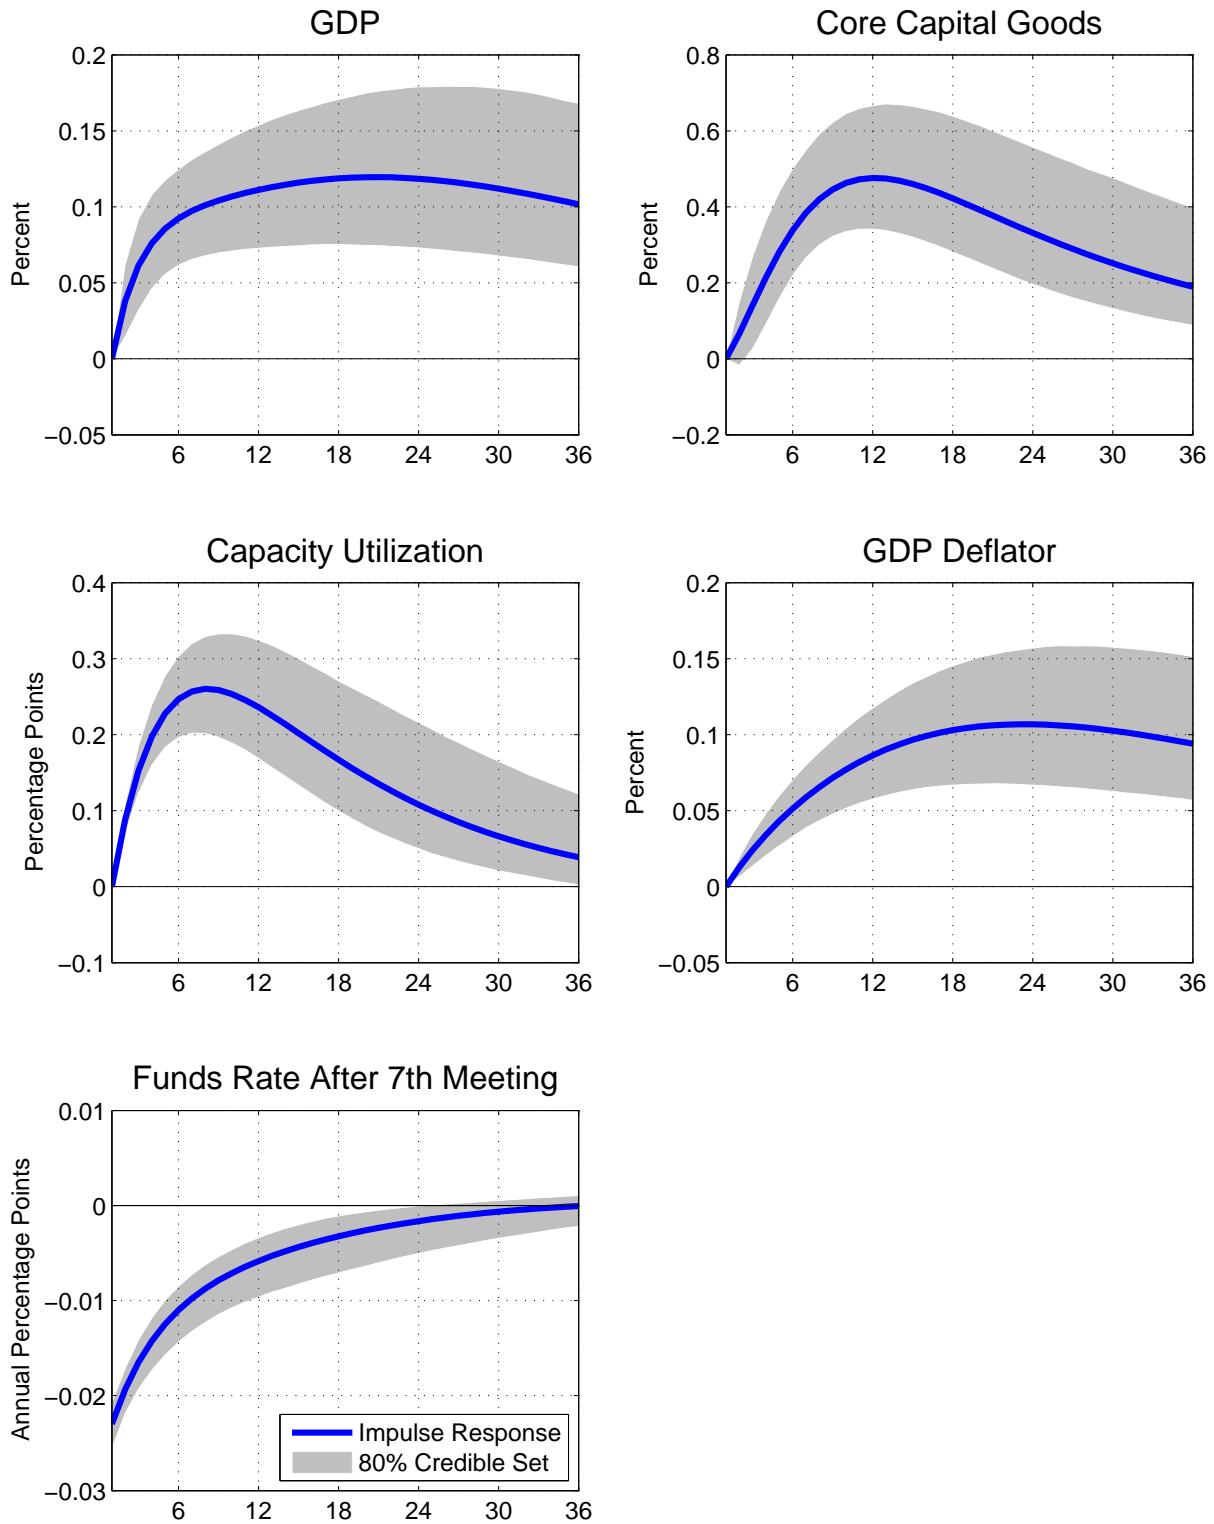 GDP
0.2
0.15
0.1
0.05
0
−0.05
Percent
6 12 18 24 30 36
Core Capital Goods
0.8
0.6
0.4
0.2
0
−0.2
Percent
6 12 18 24 30 36
Capacity Utilization
0.4
0.3
0.2
0.1
0
−0.1
Percentage Points
6 12 18 24 30 36
GDP Deflator
0.2
0.15
0.1
0.05
0
−0.05
Percent
6 12 18 24 30 36
Funds Rate After 7th Meeting
0.01
0
−0.01
−0.02
−0.03
Annual Percentage Points
Impulse Response
80% Credible Set
6 12 18 24 30 36